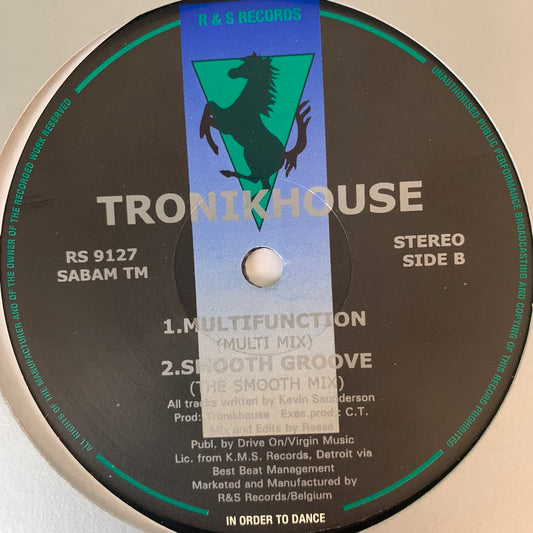 R & S RECORDS
TRONIKHOUSE
RS 9127
SABAM TM
STEREO
SIDE B
1.MULTIFUNCTION
(MULTI MIX)
2.SMOOTH GROOVE
(THE SMOOTH MIX)
All tracks written by Kevin Saunderson
Prod: Tronikhouse - Exec.prod.: C.T.
Mix and Edits by Reese
Publ. by Drive On/Virgin Music
Lic. from K.M.S. Records, Detroit via
Best Beat Management
Marketed and Manufactured by
R&S Records/Belgium
IN ORDER TO DANCE
ALL RIGHTS OF THE MANUFACTURER AND OF THE OWNER OF THE RECORDED WORK RESERVED
UNAUTHORISED PUBLIC PERFORMANCE BROADCASTING AND COPYING OF THIS RECORD PROHIBITED